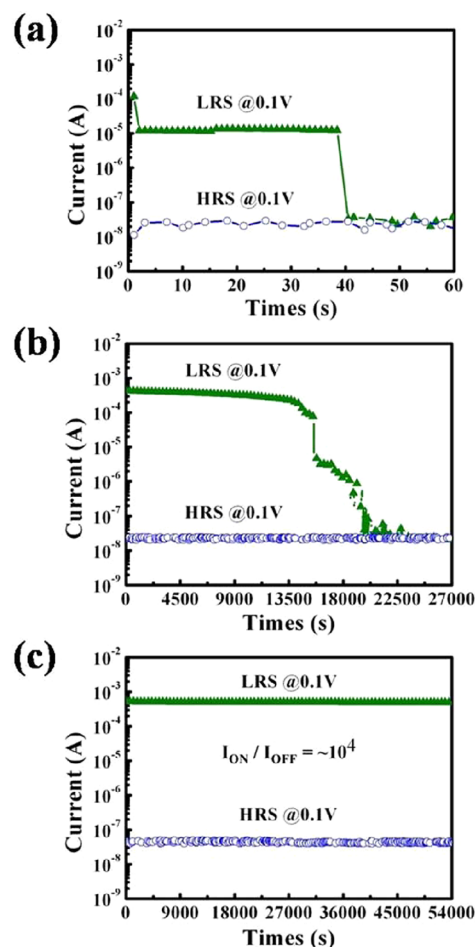 (a)
10⁻²
10⁻³
10⁻⁴
10⁻⁵
10⁻⁶
10⁻⁷
10⁻⁸
10⁻⁹
Current (A)
LRS @0.1V
HRS @0.1V
0 10 20 30 40 50 60
Times (s)
(b)
10⁻²
10⁻³
10⁻⁴
10⁻⁵
10⁻⁶
10⁻⁷
10⁻⁸
10⁻⁹
Current (A)
LRS @0.1V
HRS @0.1V
0 4500 9000 13500 18000 22500 27000
Times (s)
(c)
10⁻²
10⁻³
10⁻⁴
10⁻⁵
10⁻⁶
10⁻⁷
10⁻⁸
10⁻⁹
Current (A)
LRS @0.1V
I_ON / I_OFF = ~10⁴
HRS @0.1V
0 9000 18000 27000 36000 45000 54000
Times (s)